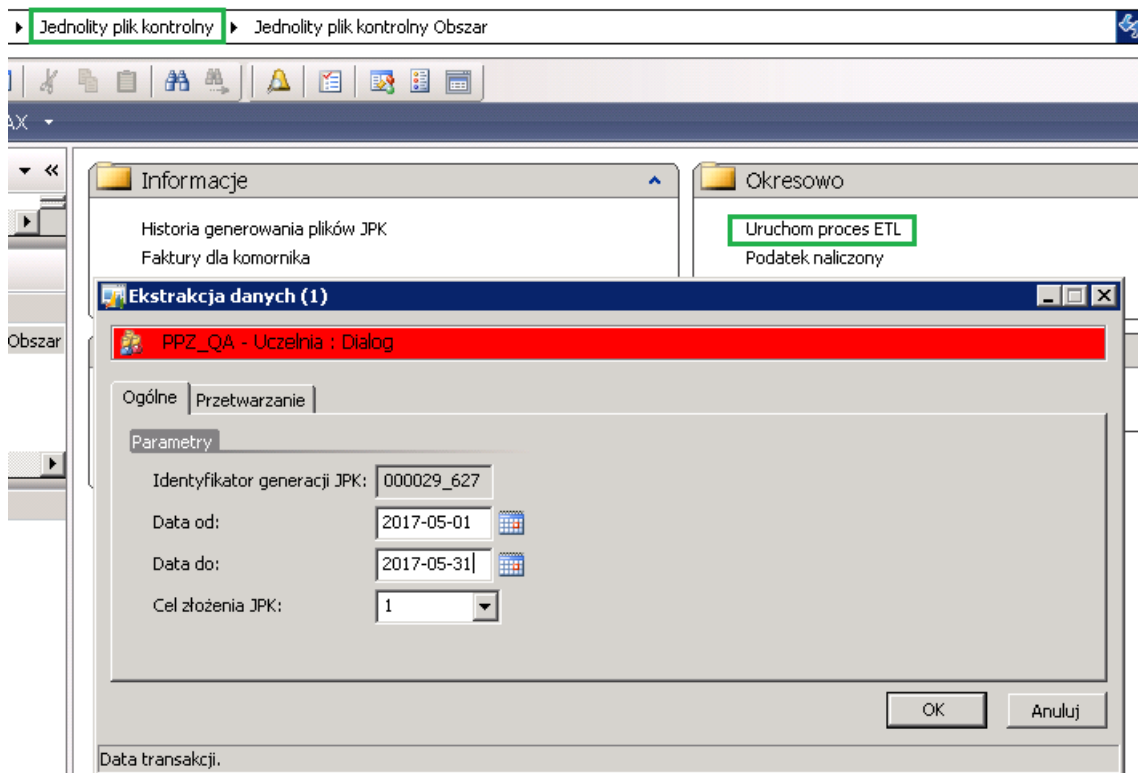 Jednolity plik kontrolny Jednolity plik kontrolny Obszar
AX
Informacje
Historia generowania plików JPK
Faktury dla komornika
Okresowo
Uruchom proces ETL
Podatek naliczony
Obszar
Ekstrakcja danych (1)
PPZ_QA - Uczelnia : Dialog
Ogólne Przetwarzanie
Parametry
Identyfikator generacji JPK: 000029_627
Data od: 2017-05-01
Data do: 2017-05-31
Cel złożenia JPK: 1
OK Anuluj
Data transakcji.